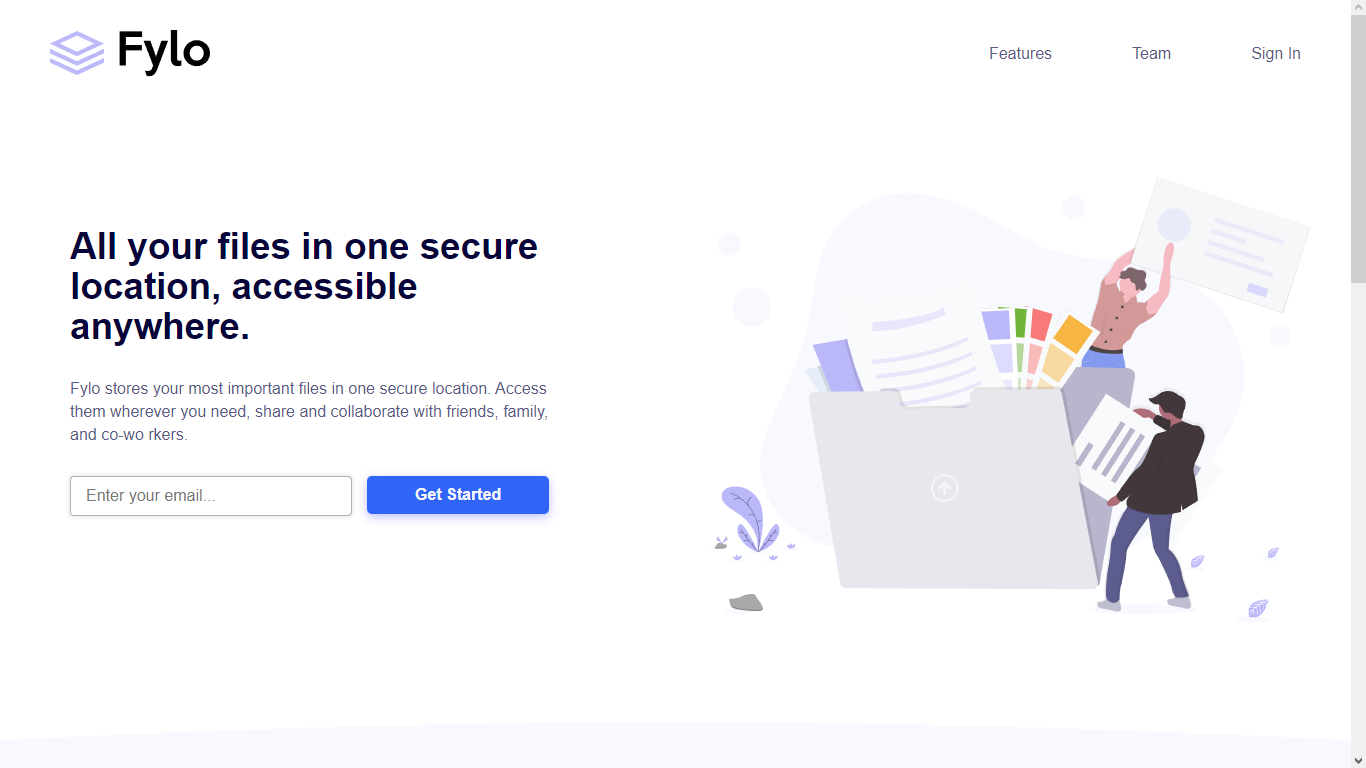 Fylo
Features
Team
Sign In
All your files in one secure
location, accessible
anywhere.
Fylo stores your most important files in one secure location. Access
them wherever you need, share and collaborate with friends, family,
and co-wo rkers.
Enter your email...
Get Started